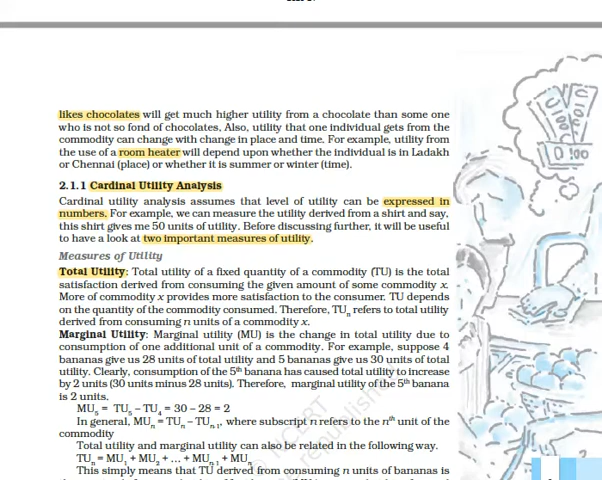 likes chocolates will get much higher utility from a chocolate than some one
who is not so fond of chocolates, Also, utility that one individual gets from the
commodity can change with change in place and time. For example, utility from
the use of a room heater will depend upon whether the individual is in Ladakh
or Chennai (place) or whether it is summer or winter (time).
2.1.1 Cardinal Utility Analysis
Cardinal utility analysis assumes that level of utility can be expressed in
numbers. For example, we can measure the utility derived from a shirt and say,
this shirt gives me 50 units of utility. Before discussing further, it will be useful
to have a look at two important measures of utility.
Measures of Utility
Total Utility: Total utility of a fixed quantity of a commodity (TU) is the total
satisfaction derived from consuming the given amount of some commodity x.
More of commodity x provides more satisfaction to the consumer. TU depends
on the quantity of the commodity consumed. Therefore, TUn refers to total utility
derived from consuming n units of a commodity x.
Marginal Utility: Marginal utility (MU) is the change in total utility due to
consumption of one additional unit of a commodity. For example, suppose 4
bananas give us 28 units of total utility and 5 bananas give us 30 units of total
utility. Clearly, consumption of the 5th banana has caused total utility to increase
by 2 units (30 units minus 28 units). Therefore, marginal utility of the 5th banana
is 2 units.
MU5 = TU5 – TU4 = 30 – 28 = 2
In general, MUn = TUn – TUn-1, where subscript n refers to the nth unit of the
commodity
Total utility and marginal utility can also be related in the following way.
TUn = MU1 + MU2 + … + MUn-1 + MUn
This simply means that TU derived from consuming n units of bananas is